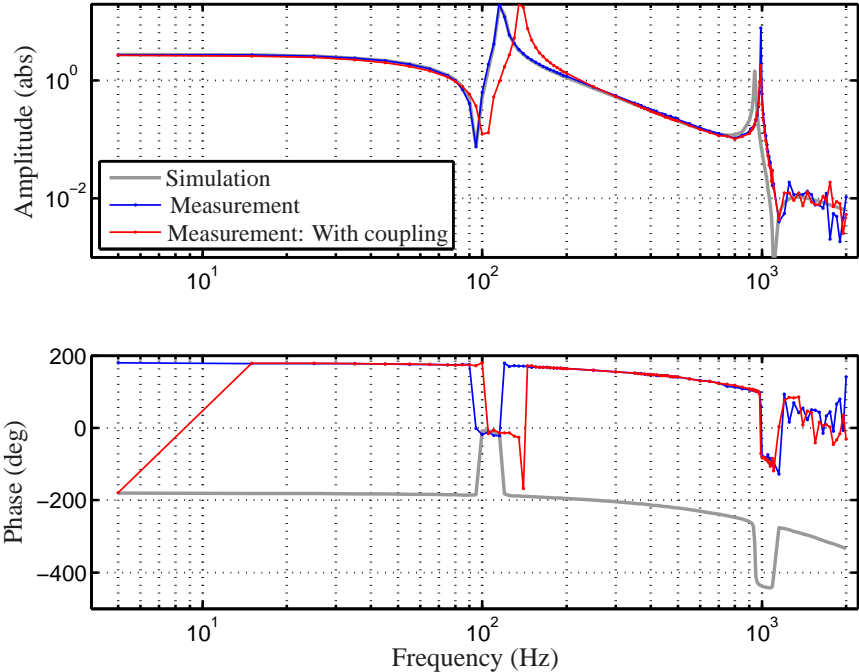 Amplitude (abs)
10^0
10^-2
Simulation
Measurement
Measurement: With coupling
10^1
10^2
10^3
Phase (deg)
200
0
−200
−400
10^1
10^2
10^3
Frequency (Hz)